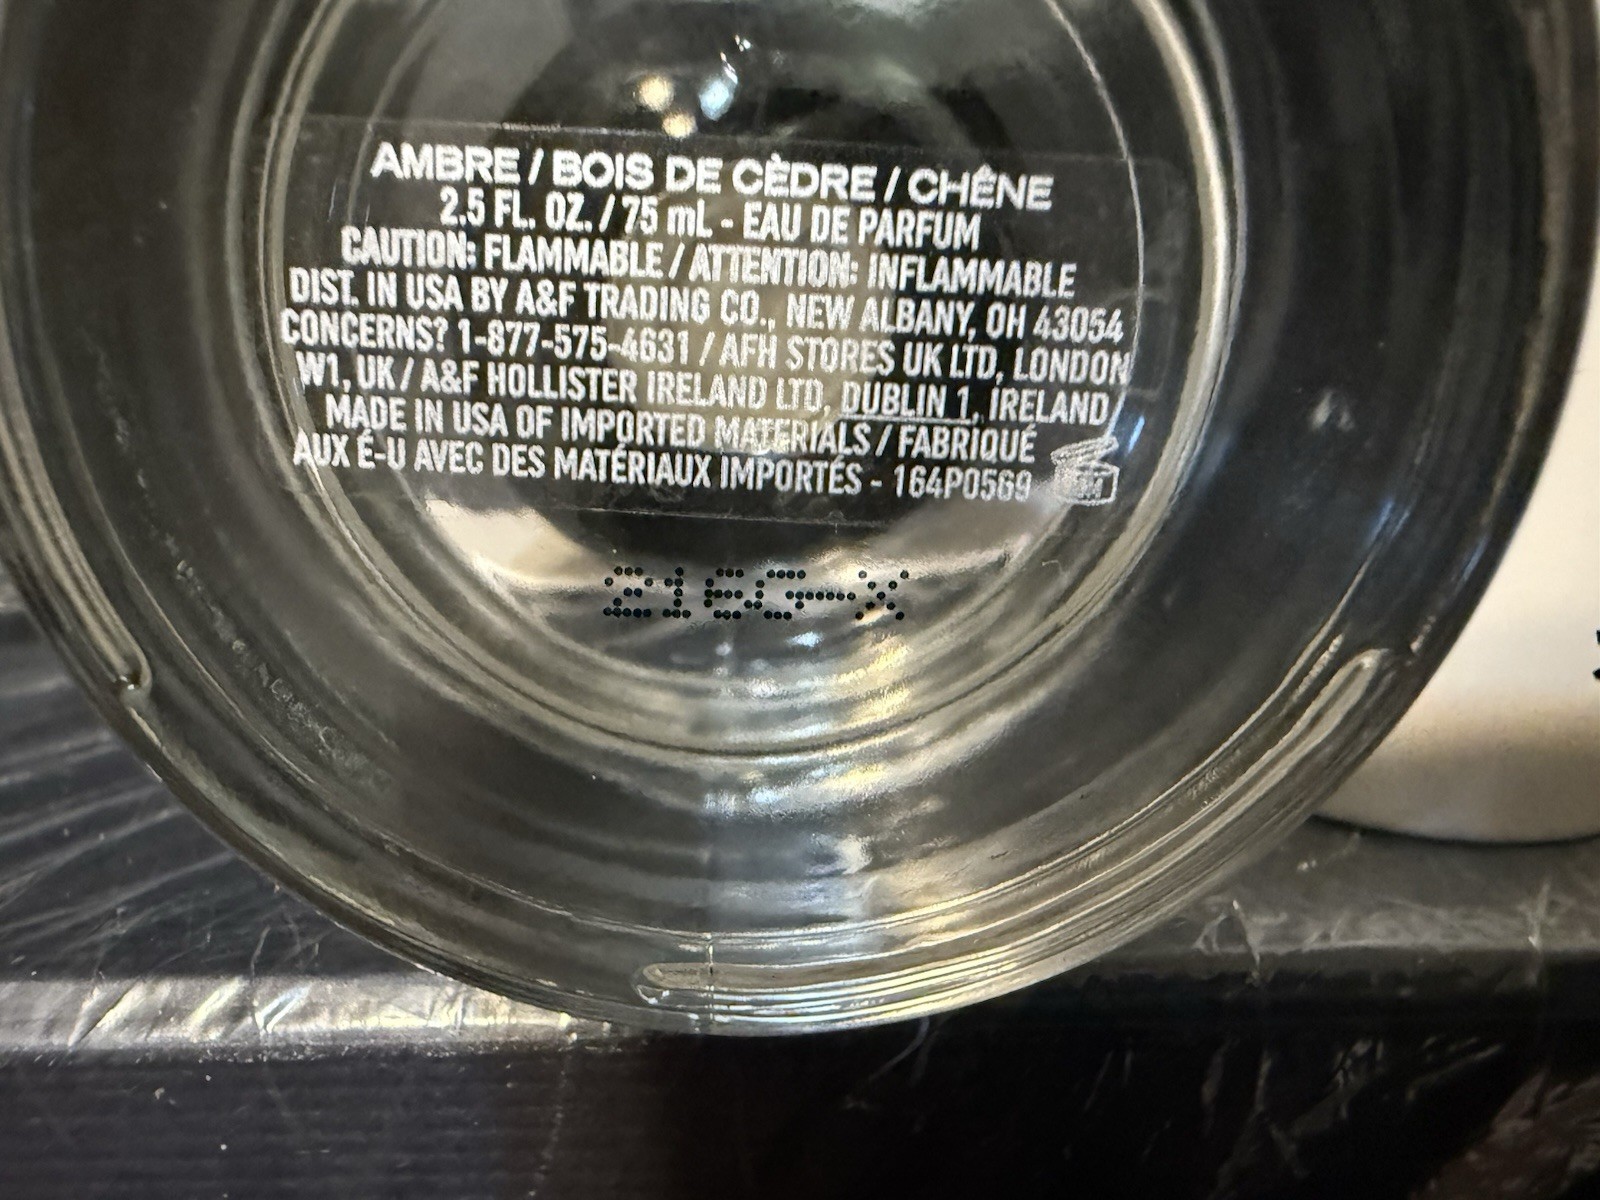 AMBRE / BOIS DE CÈDRE / CHÊNE
2.5 FL. OZ. / 75 mL - EAU DE PARFUM
CAUTION: FLAMMABLE / ATTENTION: INFLAMMABLE
DIST. IN USA BY A&F TRADING CO., NEW ALBANY, OH 43054
CONCERNS? 1-877-575-4631 / AFH STORES UK LTD, LONDON
W1, UK / A&F HOLLISTER IRELAND LTD, DUBLIN 1, IRELAND
MADE IN USA OF IMPORTED MATERIALS / FABRIQUÉ
AUX É-U AVEC DES MATÉRIAUX IMPORTÉS - 164P0569
21EG-X